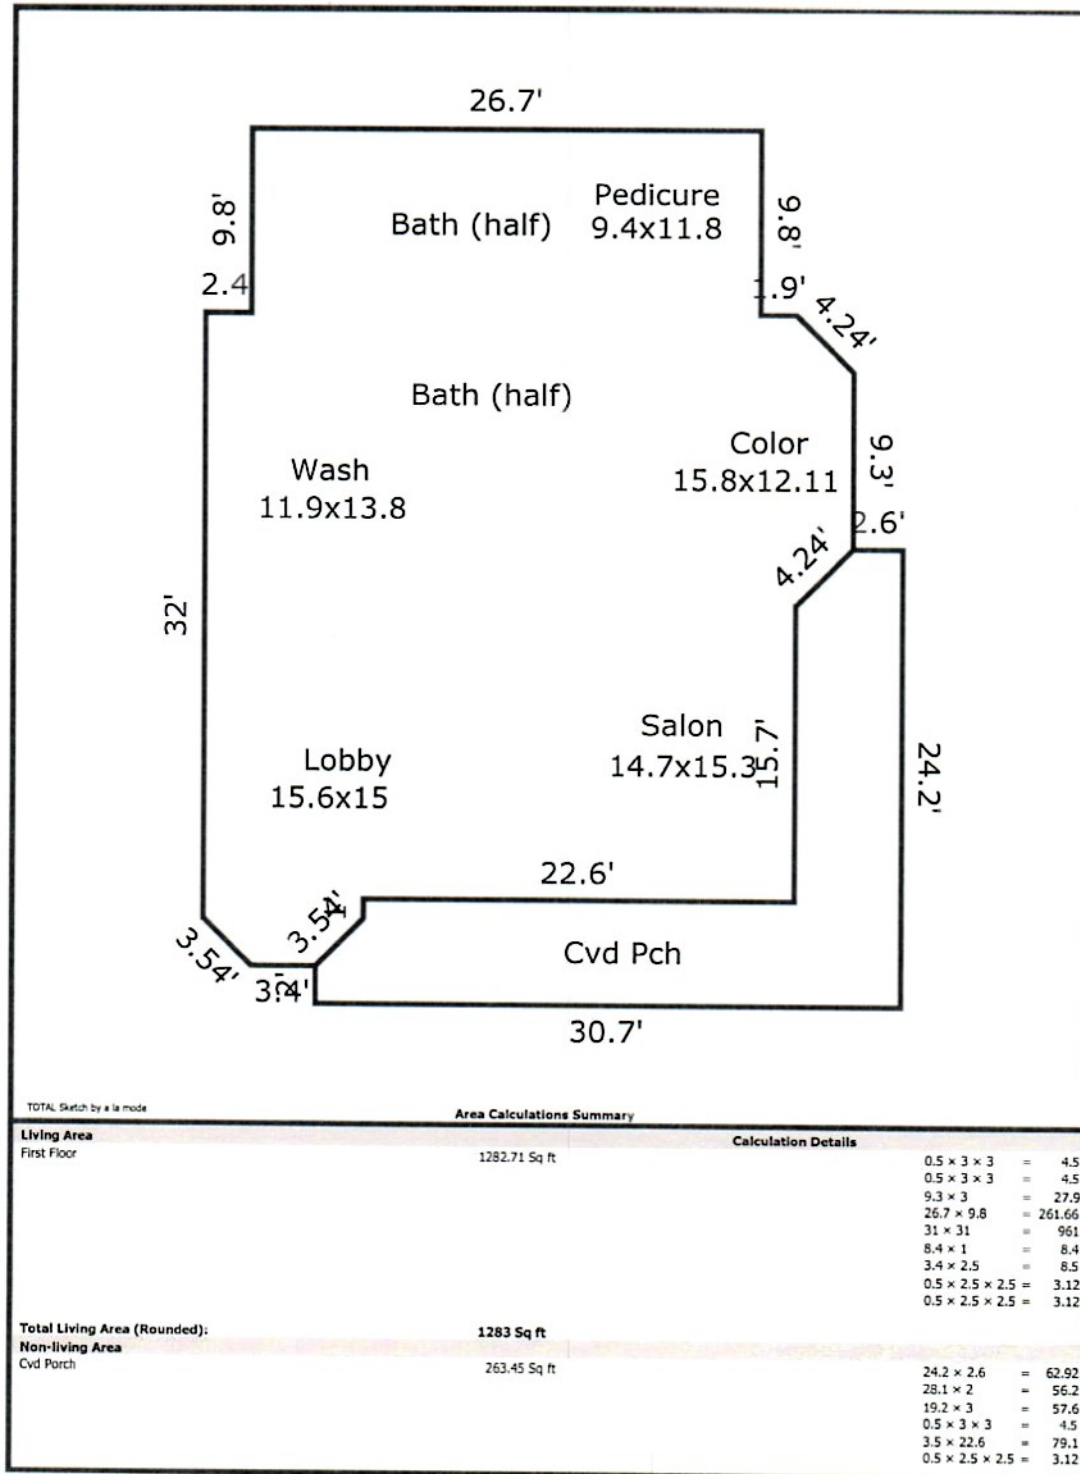 26.7'
Pedicure
9.4x11.8
Bath (half)
9.8'
9.8'
2.4
1.9'
4.24'
Bath (half)
Color
15.8x12.11
9.3'
Wash
11.9x13.8
2.6'
4.24'
32'
Salon
14.7x15.3
15.7'
24.2'
Lobby
15.6x15
22.6'
3.54'
1'
3.54'
Cvd Pch
3.4'
2'
30.7'
TOTAL Sketch by a la mode
Area Calculations Summary
Living Area
Calculation Details
First Floor 1282.71 Sq ft
0.5 × 3 × 3 = 4.5
0.5 × 3 × 3 = 4.5
9.3 × 3 = 27.9
26.7 × 9.8 = 261.66
31 × 31 = 961
8.4 × 1 = 8.4
3.4 × 2.5 = 8.5
0.5 × 2.5 × 2.5 = 3.12
0.5 × 2.5 × 2.5 = 3.12
Total Living Area (Rounded): 1283 Sq ft
Non-living Area
Cvd Porch 263.45 Sq ft
24.2 × 2.6 = 62.92
28.1 × 2 = 56.2
19.2 × 3 = 57.6
0.5 × 3 × 3 = 4.5
3.5 × 22.6 = 79.1
0.5 × 2.5 × 2.5 = 3.12